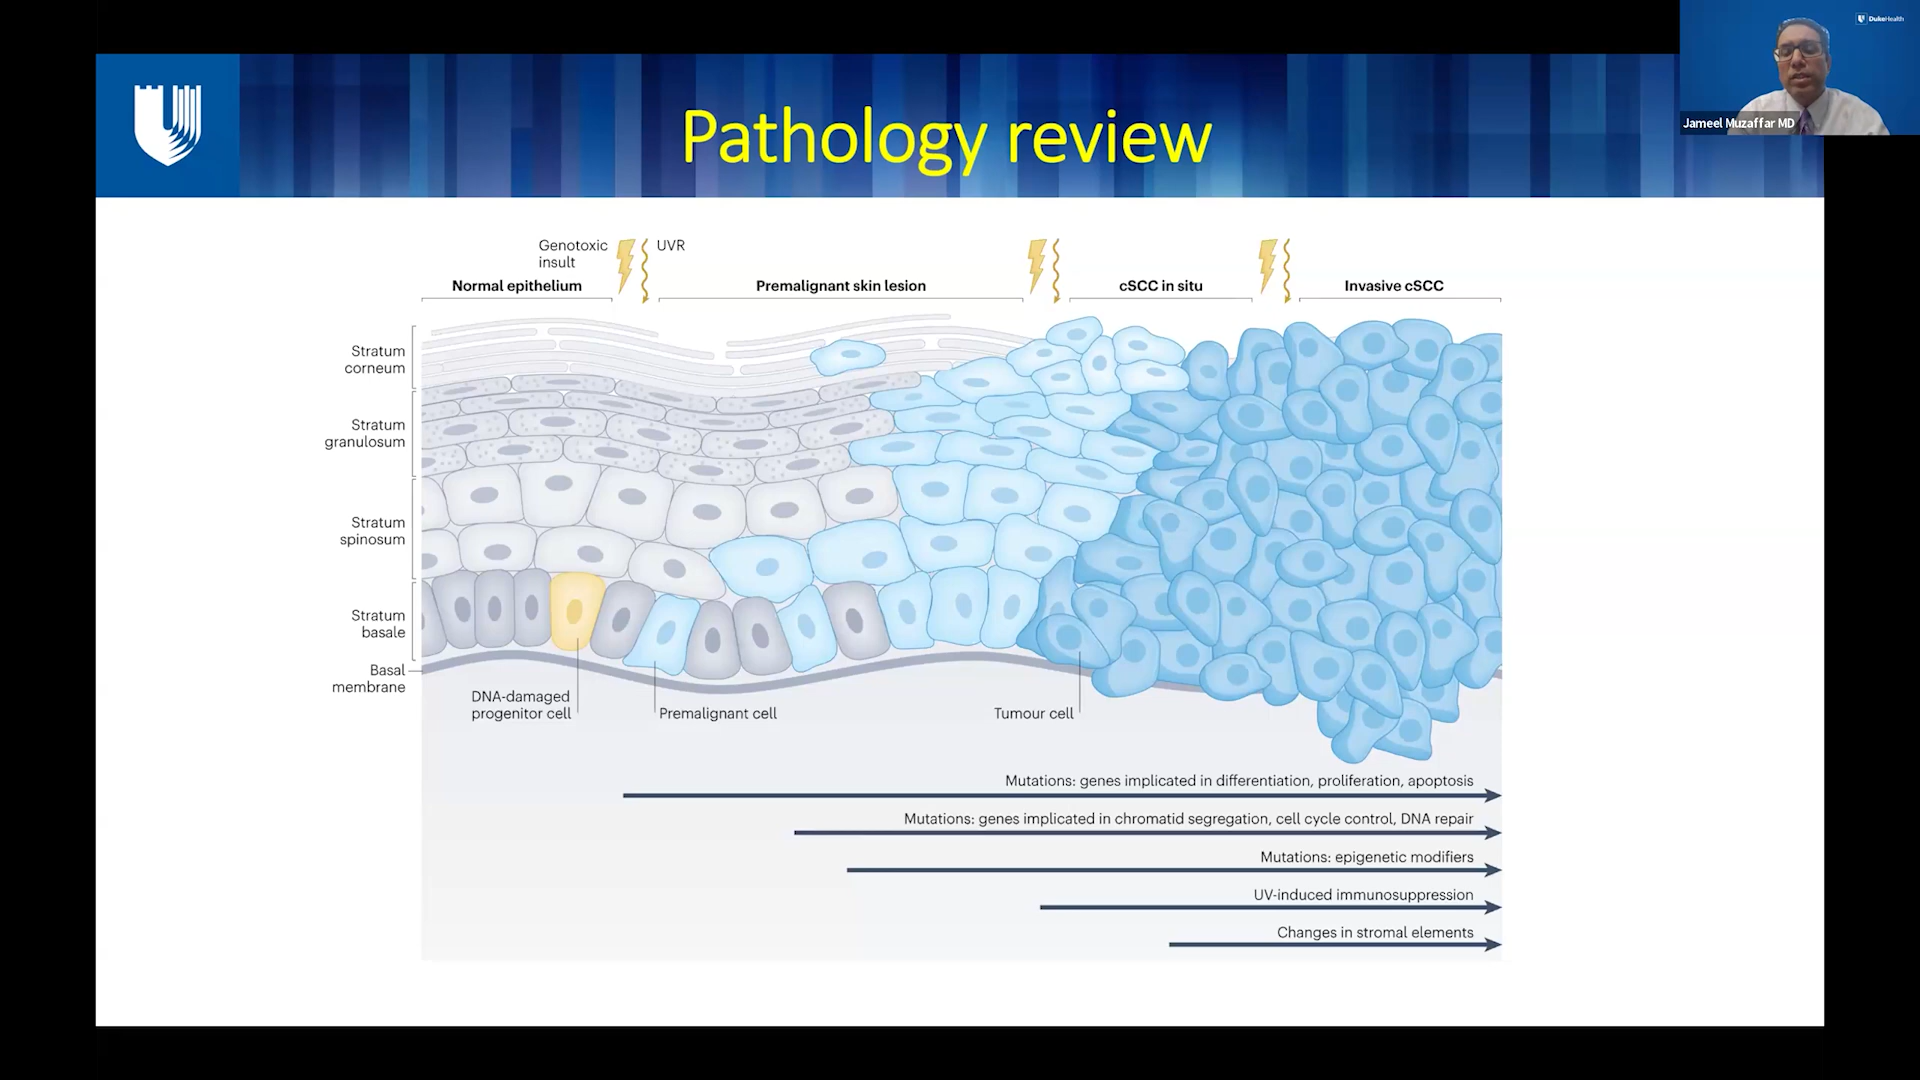 DukeHealth
Jameel Muzaffar MD
Pathology review
Genotoxic
insult
UVR
Normal epithelium
Premalignant skin lesion
cSCC in situ
Invasive cSCC
Stratum
corneum
Stratum
granulosum
Stratum
spinosum
Stratum
basale
Basal
membrane
DNA-damaged
progenitor cell
Premalignant cell
Tumour cell
Mutations: genes implicated in differentiation, proliferation, apoptosis
Mutations: genes implicated in chromatid segregation, cell cycle control, DNA repair
Mutations: epigenetic modifiers
UV-induced immunosuppression
Changes in stromal elements